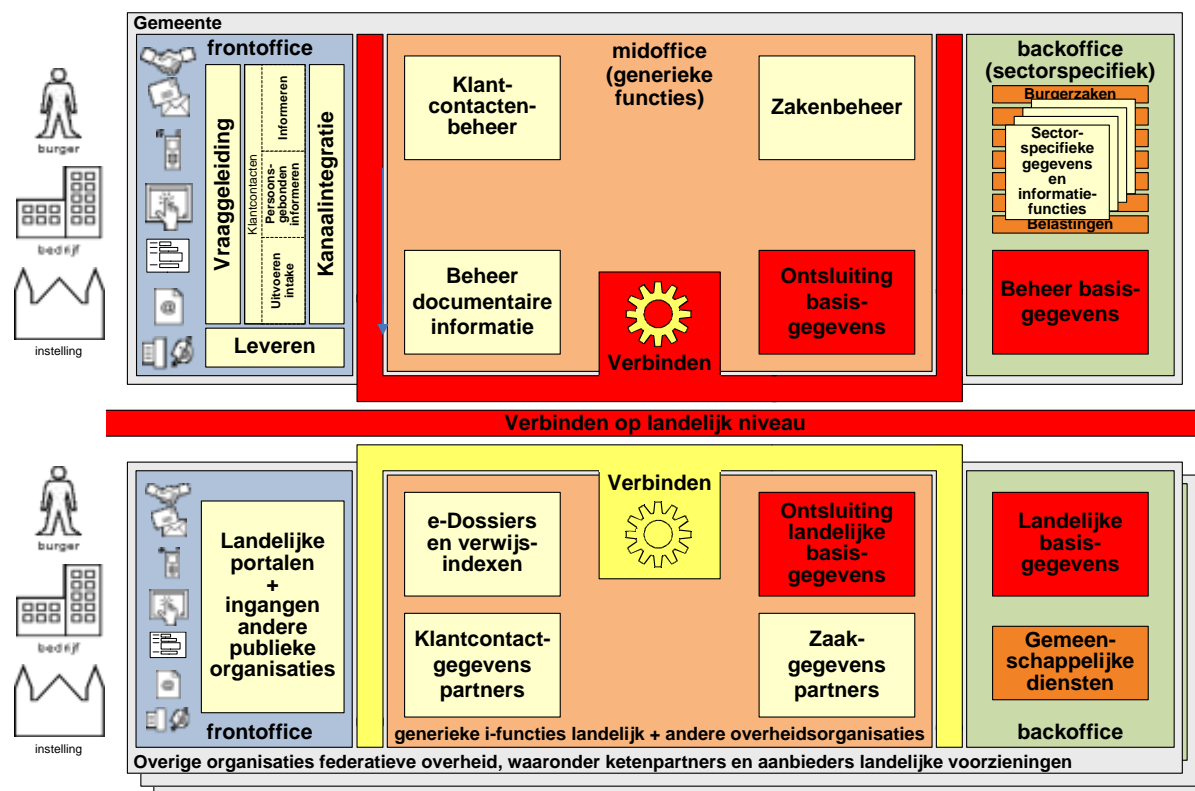 Gemeente
frontoffice
burger
bedrijf
instelling
Vraaggeleiding
Klantcontacten
Informeren
Persoons-
gebonden
informeren
Uitvoeren
intake
Kanaalintegratie
Leveren
midoffice
(generieke
functies)
Klant-
contacten-
beheer
Zakenbeheer
Beheer
documentaire
informatie
Verbinden
Ontsluiting
basis-
gegevens
backoffice
(sectorspecifiek)
Burgerzaken
Sector-
specifieke
gegevens
en
informatie-
functies
Belastingen
Beheer basis-
gegevens
Verbinden op landelijk niveau
burger
bedrijf
instelling
Landelijke
portalen
+
ingangen
andere
publieke
organisaties
frontoffice
Verbinden
e-Dossiers
en verwijs-
indexen
Ontsluiting
landelijke
basis-
gegevens
Klantcontact-
gegevens
partners
Zaak-
gegevens
partners
generieke i-functies landelijk + andere overheidsorganisaties
Landelijke
basis-
gegevens
Gemeen-
schappelijke
diensten
backoffice
Overige organisaties federatieve overheid, waaronder ketenpartners en aanbieders landelijke voorzieningen